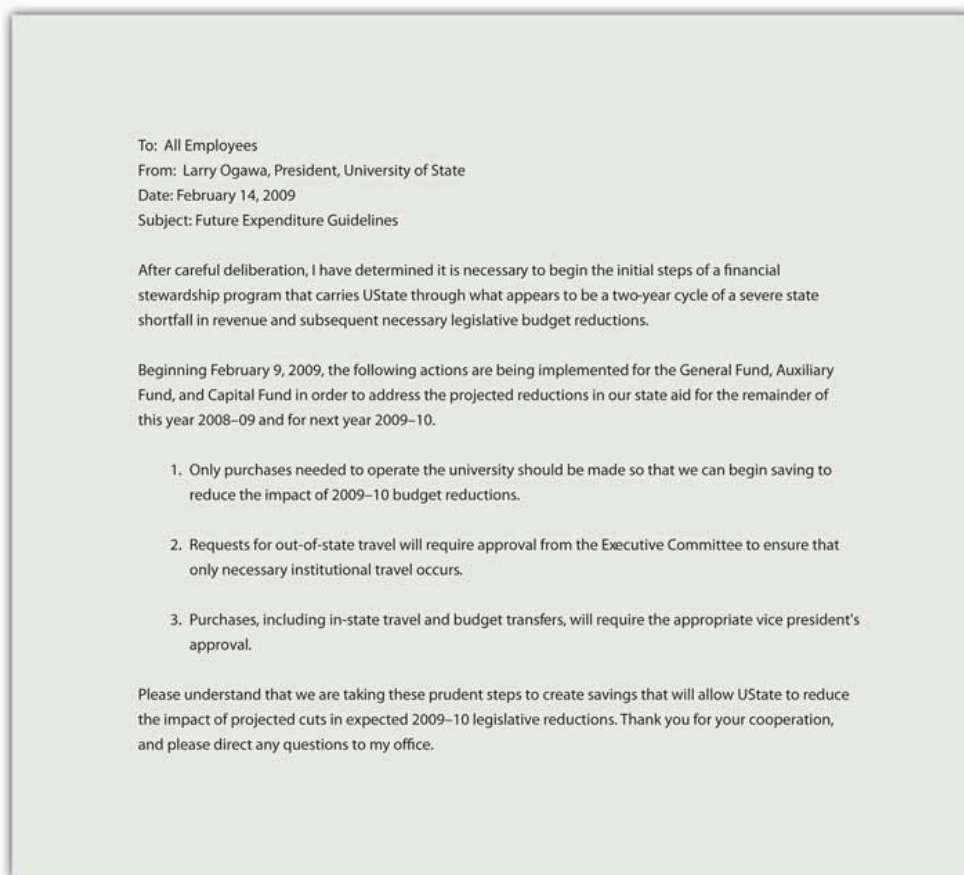 To: All Employees
From: Larry Ogawa, President, University of State
Date: February 14, 2009
Subject: Future Expenditure Guidelines
After careful deliberation, I have determined it is necessary to begin the initial steps of a financial
stewardship program that carries UState through what appears to be a two-year cycle of a severe state
shortfall in revenue and subsequent necessary legislative budget reductions.
Beginning February 9, 2009, the following actions are being implemented for the General Fund, Auxiliary
Fund, and Capital Fund in order to address the projected reductions in our state aid for the remainder of
this year 2008–09 and for next year 2009–10.
1. Only purchases needed to operate the university should be made so that we can begin saving to
reduce the impact of 2009–10 budget reductions.
2. Requests for out-of-state travel will require approval from the Executive Committee to ensure that
only necessary institutional travel occurs.
3. Purchases, including in-state travel and budget transfers, will require the appropriate vice president's
approval.
Please understand that we are taking these prudent steps to create savings that will allow UState to reduce
the impact of projected cuts in expected 2009–10 legislative reductions. Thank you for your cooperation,
and please direct any questions to my office.